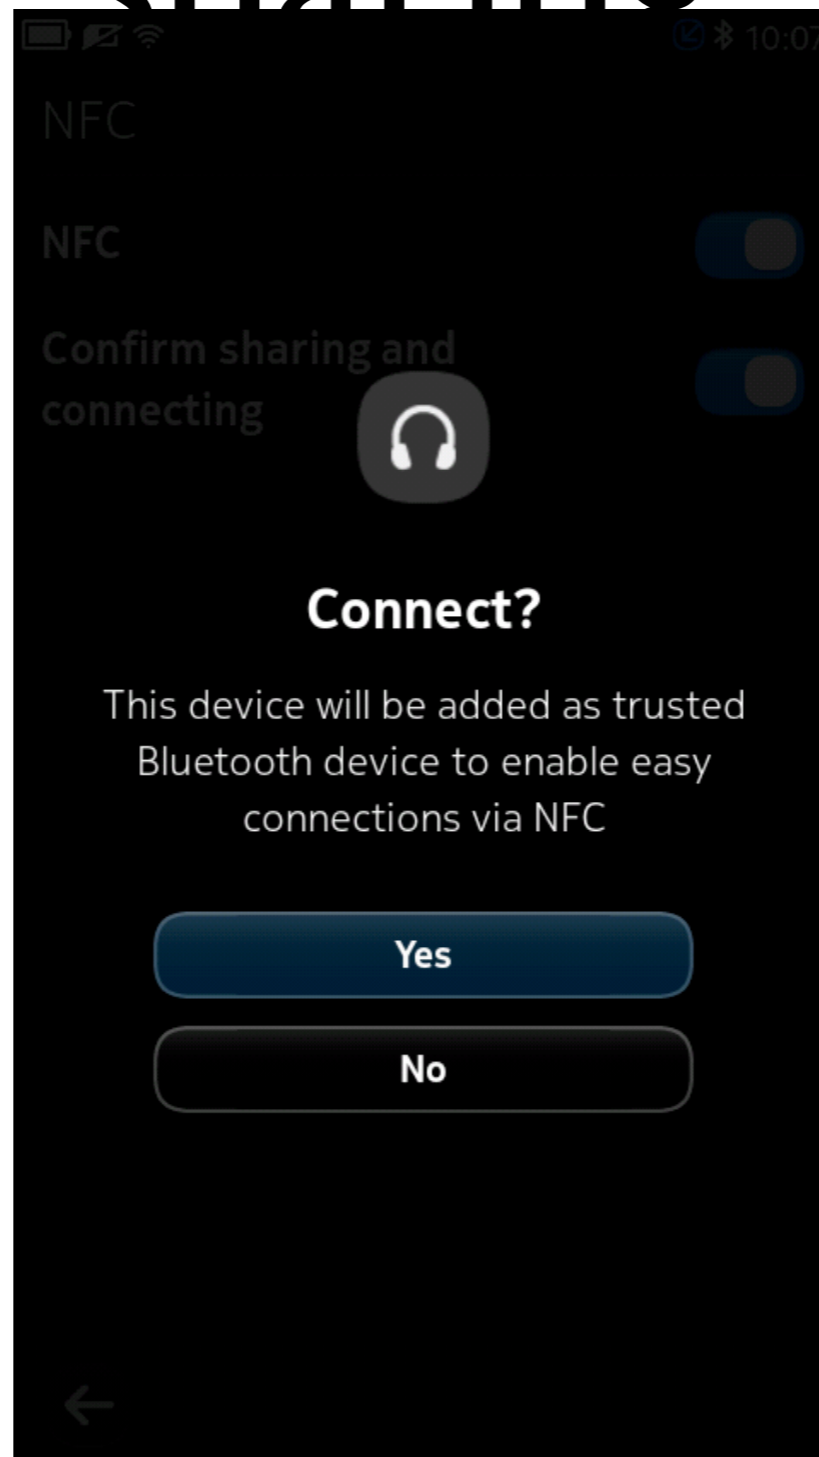 10:07
NFC
NFC
Confirm sharing and
connecting
Connect?
This device will be added as trusted
Bluetooth device to enable easy
connections via NFC
Yes
No